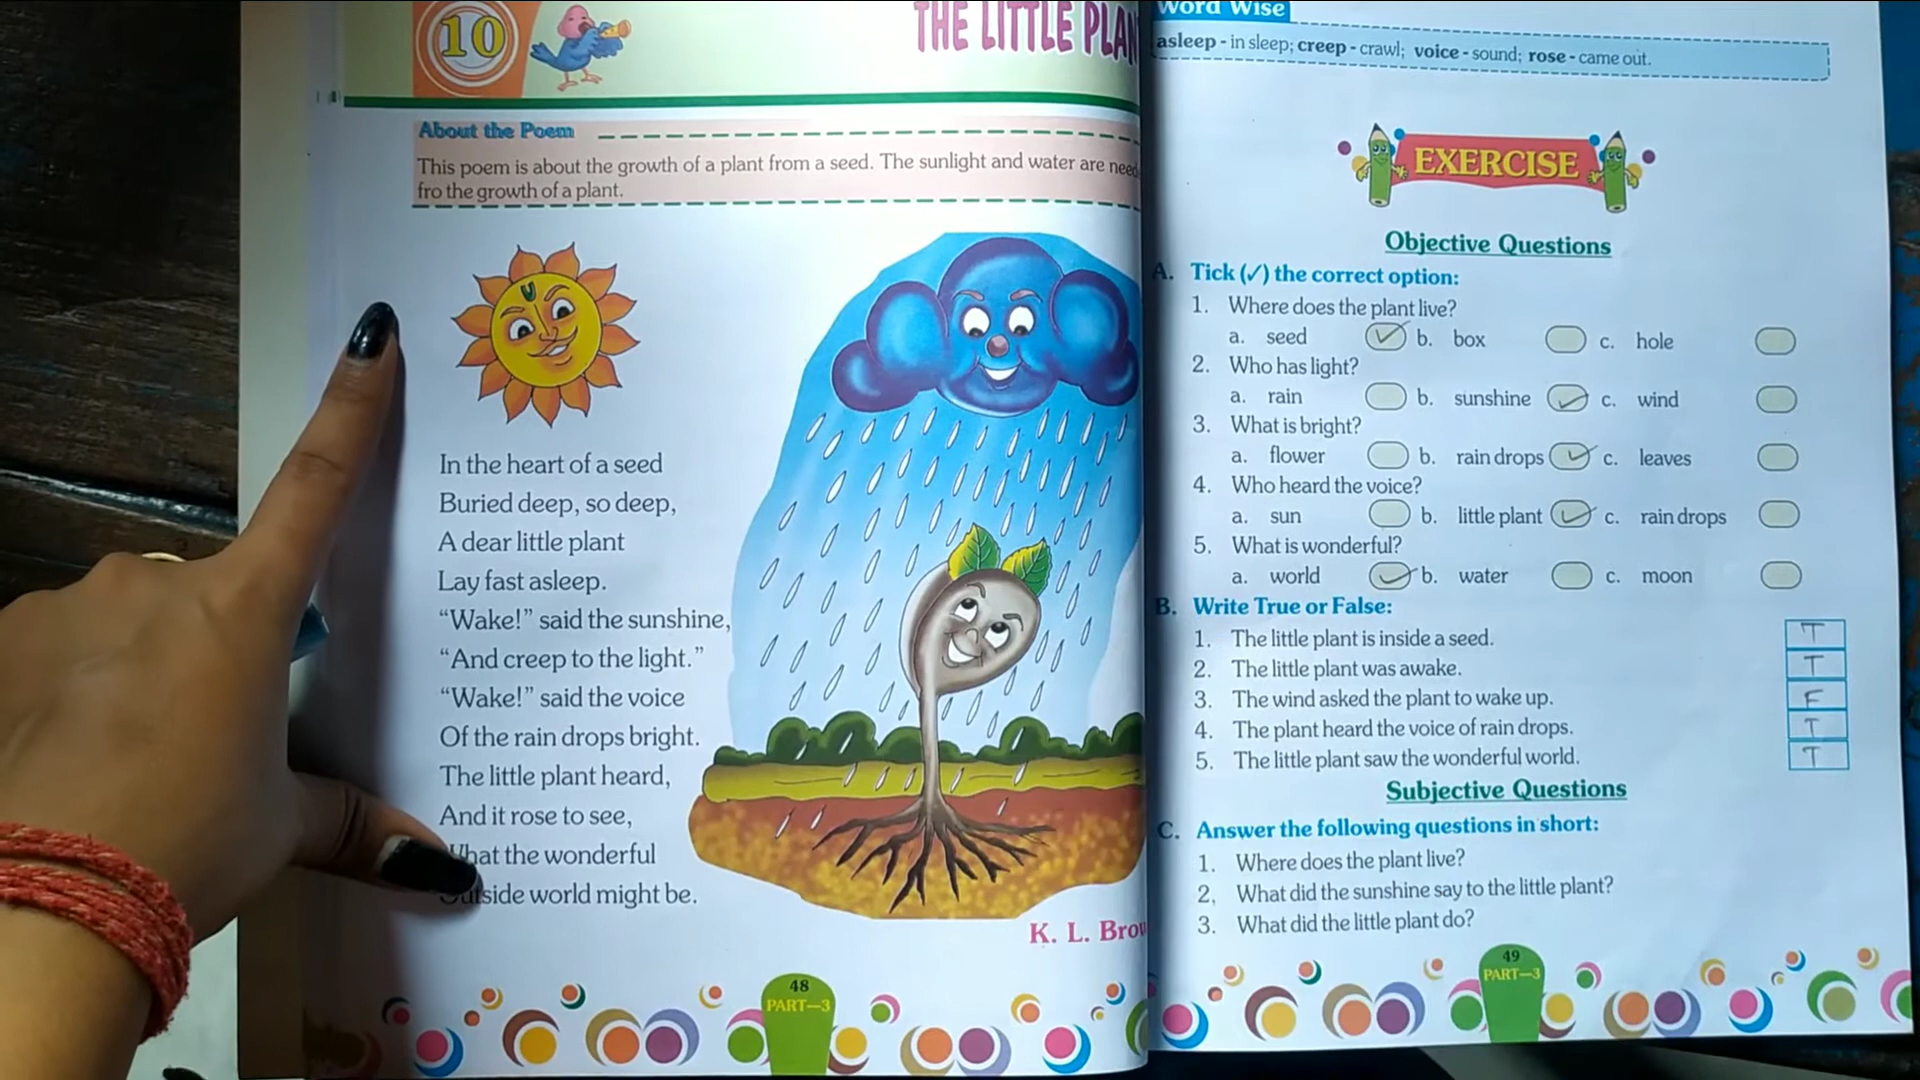 10
THE LITTLE PLAN
About the Poem
This poem is about the growth of a plant from a seed. The sunlight and water are need
fro the growth of a plant.
In the heart of a seed
Buried deep, so deep,
A dear little plant
Lay fast asleep.
“Wake!” said the sunshine,
“And creep to the light.”
“Wake!” said the voice
Of the rain drops bright.
The little plant heard,
And it rose to see,
What the wonderful
Outside world might be.
K. L. Brow
48
PART—3
Word Wise
asleep - in sleep; creep - crawl; voice - sound; rose - came out.
EXERCISE
Objective Questions
A. Tick (✓) the correct option:
1. Where does the plant live?
a. seed ✓ b. box c. hole
2. Who has light?
a. rain b. sunshine ✓ c. wind
3. What is bright?
a. flower b. rain drops ✓ c. leaves
4. Who heard the voice?
a. sun b. little plant ✓ c. rain drops
5. What is wonderful?
a. world ✓ b. water c. moon
B. Write True or False:
1. The little plant is inside a seed. T
2. The little plant was awake. T
3. The wind asked the plant to wake up. F
4. The plant heard the voice of rain drops. T
5. The little plant saw the wonderful world. T
Subjective Questions
C. Answer the following questions in short:
1. Where does the plant live?
2, What did the sunshine say to the little plant?
3. What did the little plant do?
49
PART—3